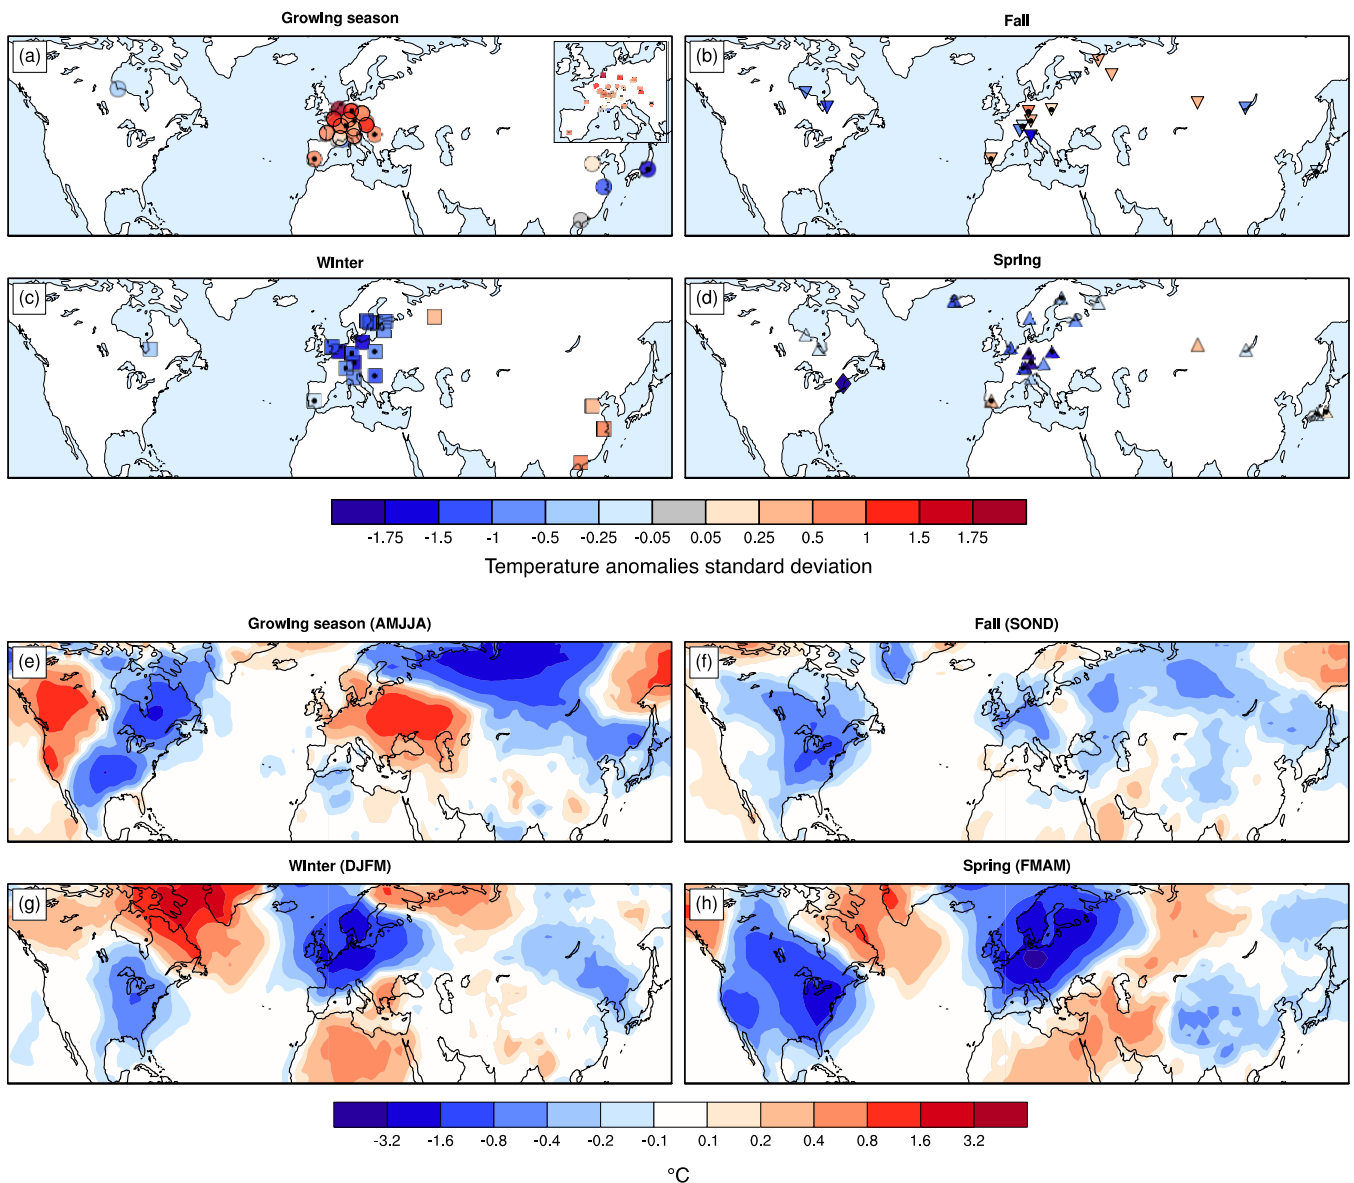 Growing season
Fall
(a)
(b)
Winter
Spring
(c)
(d)
-1.75 -1.5 -1 -0.5 -0.25 -0.05 0.05 0.25 0.5 1 1.5 1.75
Temperature anomalies standard deviation
Growing season (AMJJA)
Fall (SOND)
(e)
(f)
Winter (DJFM)
Spring (FMAM)
(g)
(h)
-3.2 -1.6 -0.8 -0.4 -0.2 -0.1 0.1 0.2 0.4 0.8 1.6 3.2
°C